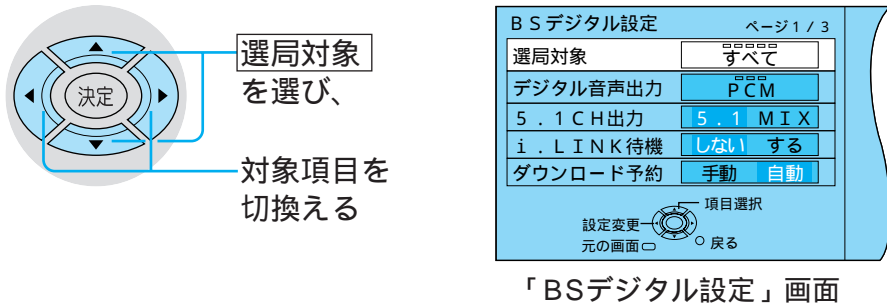 決定
選局対象
を選び、
対象項目を
切換える
BSデジタル設定 ページ1/3
選局対象 すべて
デジタル音声出力 PCM
5.1CH出力 5.1 MIX
i.LINK待機 しない する
ダウンロード予約 手動 自動
項目選択
設定変更
元の画面 戻る
「BSデジタル設定」画面